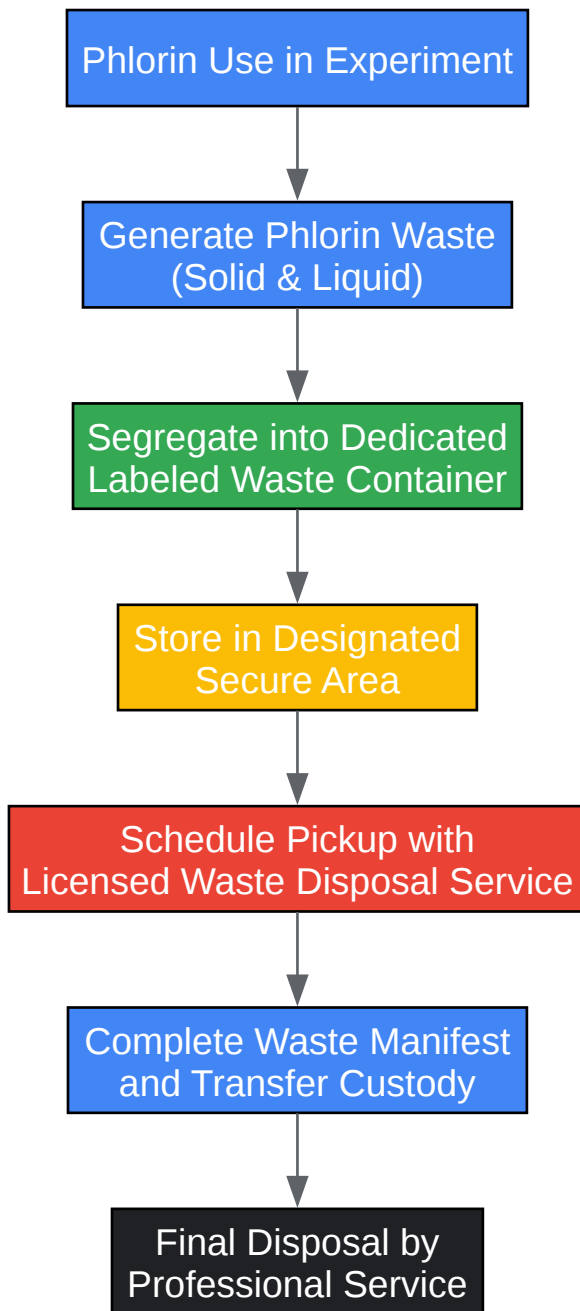 Phlorin Use in Experiment
Generate Phlorin Waste
(Solid & Liquid)
Segregate into Dedicated
Labeled Waste Container
Store in Designated
Secure Area
Schedule Pickup with
Licensed Waste Disposal Service
Complete Waste Manifest
and Transfer Custody
Final Disposal by
Professional Service